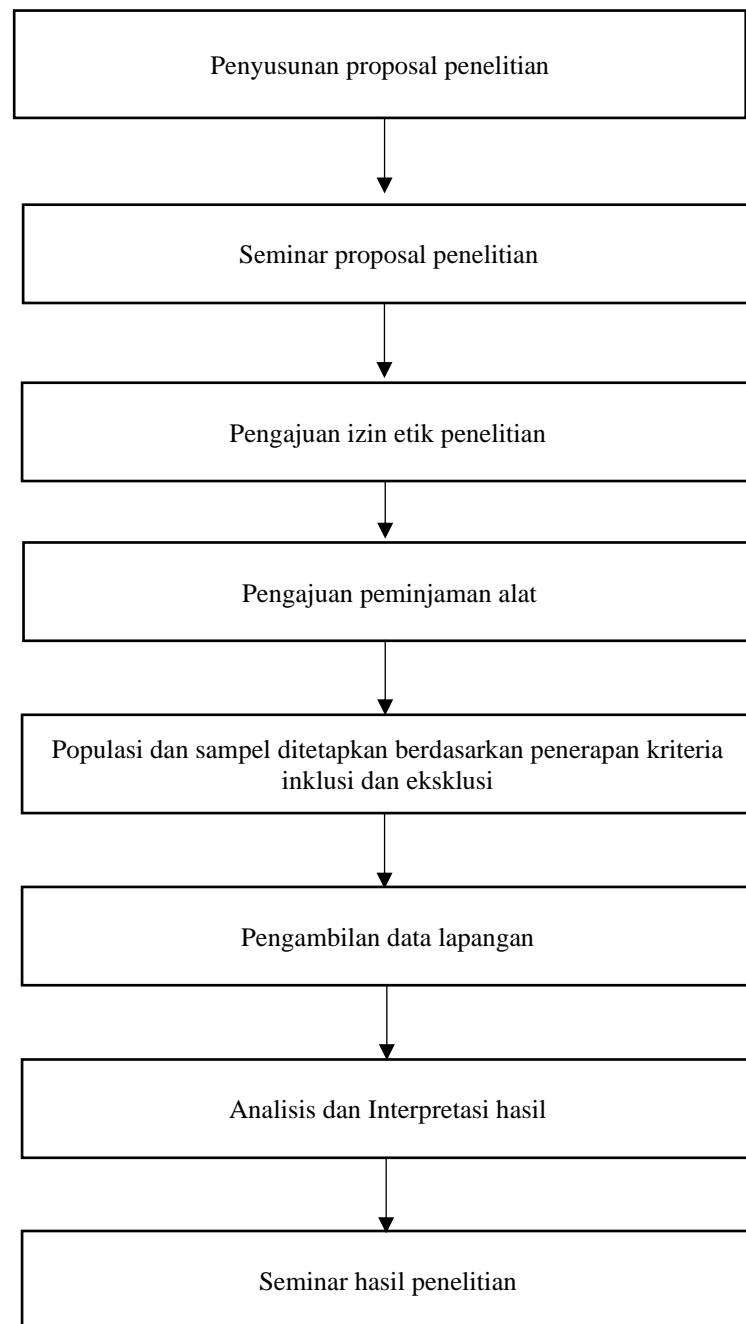 Penyusunan proposal penelitian
Seminar proposal penelitian
Pengajuan izin etik penelitian
Pengajuan peminjaman alat
Populasi dan sampel ditetapkan berdasarkan penerapan kriteria
inklusi dan eksklusi
Pengambilan data lapangan
Analisis dan Interpretasi hasil
Seminar hasil penelitian